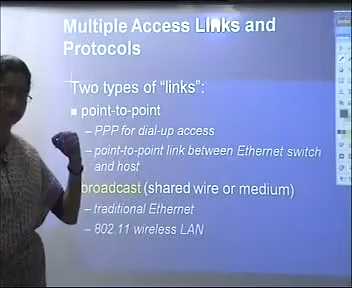 Multiple Access Links and
Protocols
Two types of “links”:
point-to-point
– PPP for dial-up access
– point-to-point link between Ethernet switch
and host
broadcast (shared wire or medium)
– traditional Ethernet
– 802.11 wireless LAN